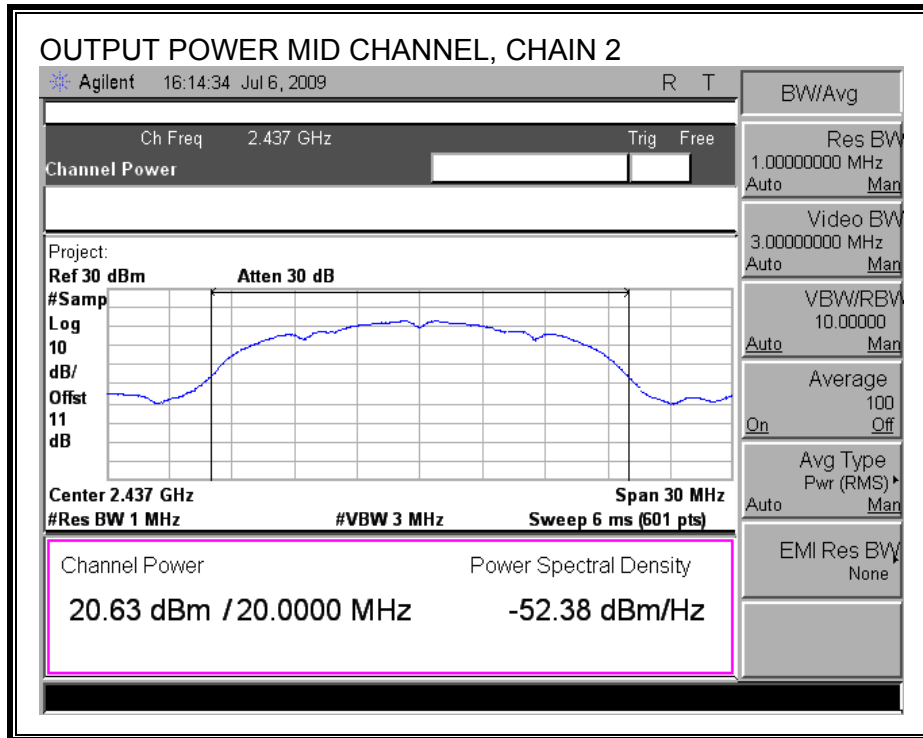 OUTPUT POWER MID CHANNEL, CHAIN 2
Agilent 16:14:34 Jul 6, 2009 R T
Ch Freq 2.437 GHz Trig Free
Channel Power
Project:
Ref 30 dBm Atten 30 dB
#Samp
Log
10
dB/
Offst
11
dB
Center 2.437 GHz Span 30 MHz
#Res BW 1 MHz #VBW 3 MHz Sweep 6 ms (601 pts)
Channel Power Power Spectral Density
20.63 dBm / 20.0000 MHz -52.38 dBm/Hz
BW/Avg
Res BW
1.00000000 MHz
Auto Man
Video BW
3.00000000 MHz
Auto Man
VBW/RBW
10.00000
Auto Man
Average
100
On Off
Avg Type
Pwr (RMS)
Auto Man
EMI Res BW
None